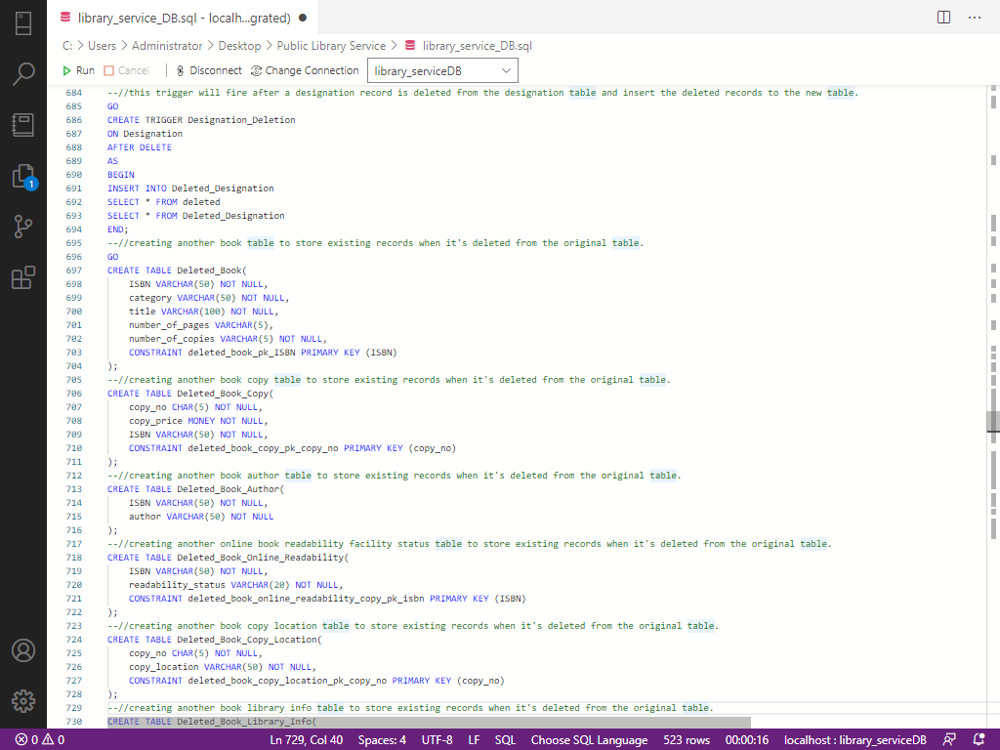 library_service_DB.sql - localh...grated) ●
C: > Users > Administrator > Desktop > Public Library Service > library_service_DB.sql
Run Cancel Disconnect Change Connection library_serviceDB
684 --//this trigger will fire after a designation record is deleted from the designation table and insert the deleted records to the new table.
685 GO
686 CREATE TRIGGER Designation_Deletion
687 ON Designation
688 AFTER DELETE
689 AS
690 BEGIN
691 INSERT INTO Deleted_Designation
692 SELECT * FROM deleted
693 SELECT * FROM Deleted_Designation
694 END;
695 --//creating another book table to store existing records when it's deleted from the original table.
696 GO
697 CREATE TABLE Deleted_Book(
698 ISBN VARCHAR(50) NOT NULL,
699 category VARCHAR(50) NOT NULL,
700 title VARCHAR(100) NOT NULL,
701 number_of_pages VARCHAR(5),
702 number_of_copies VARCHAR(5) NOT NULL,
703 CONSTRAINT deleted_book_pk_ISBN PRIMARY KEY (ISBN)
704 );
705 --//creating another book copy table to store existing records when it's deleted from the original table.
706 CREATE TABLE Deleted_Book_Copy(
707 copy_no CHAR(5) NOT NULL,
708 copy_price MONEY NOT NULL,
709 ISBN VARCHAR(50) NOT NULL,
710 CONSTRAINT deleted_book_copy_pk_copy_no PRIMARY KEY (copy_no)
711 );
712 --//creating another book author table to store existing records when it's deleted from the original table.
713 CREATE TABLE Deleted_Book_Author(
714 ISBN VARCHAR(50) NOT NULL,
715 author VARCHAR(50) NOT NULL
716 );
717 --//creating another online book readability facility status table to store existing records when it's deleted from the original table.
718 CREATE TABLE Deleted_Book_Online_Readability(
719 ISBN VARCHAR(50) NOT NULL,
720 readability_status VARCHAR(20) NOT NULL,
721 CONSTRAINT deleted_book_online_readability_copy_pk_isbn PRIMARY KEY (ISBN)
722 );
723 --//creating another book copy location table to store existing records when it's deleted from the original table.
724 CREATE TABLE Deleted_Book_Copy_Location(
725 copy_no CHAR(5) NOT NULL,
726 copy_location VARCHAR(50) NOT NULL,
727 CONSTRAINT deleted_book_copy_location_pk_copy_no PRIMARY KEY (copy_no)
728 );
729 --//creating another book library info table to store existing records when it's deleted from the original table.
730 CREATE TABLE Deleted_Book_Library_Info(
1
0 0 Ln 729, Col 40 Spaces: 4 UTF-8 LF SQL Choose SQL Language 523 rows 00:00:16 localhost : library_serviceDB